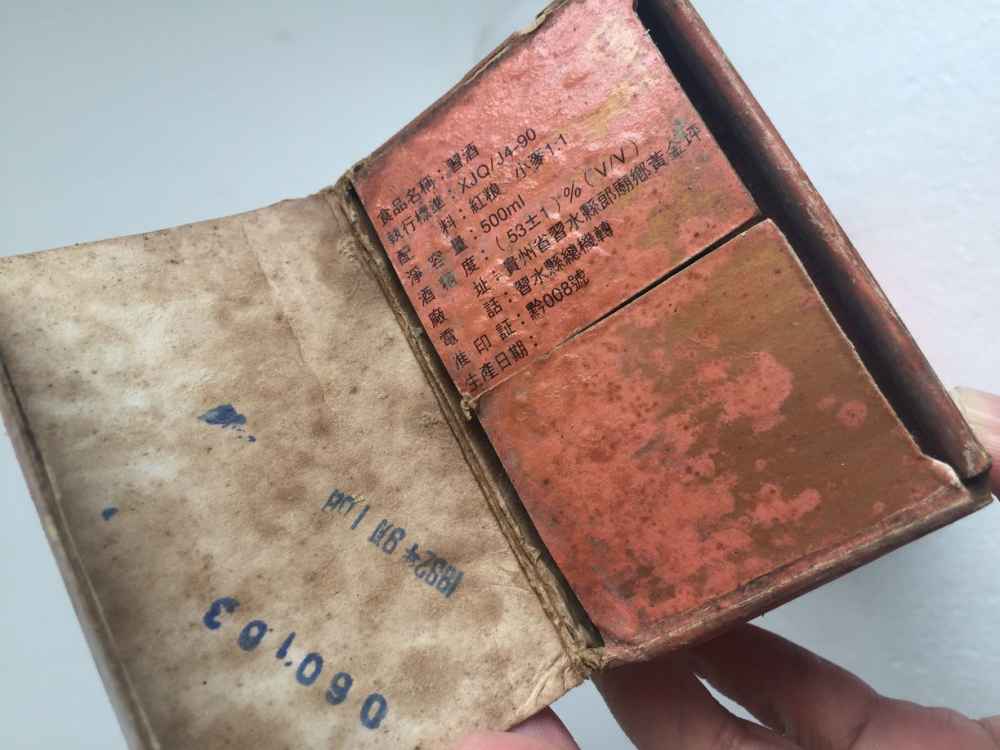 食品名稱：習酒
執行標準：XJQ/J4-90
配 料：紅粮 小麥1:1
淨容量：500ml
酒精度：(53±1)%(V/V)
廠 址：貴州省習水縣郎廟鄉黃金坪
電 話：習水縣總機轉
准印証：黔008號
生產日期：
1992年9月1日
060103